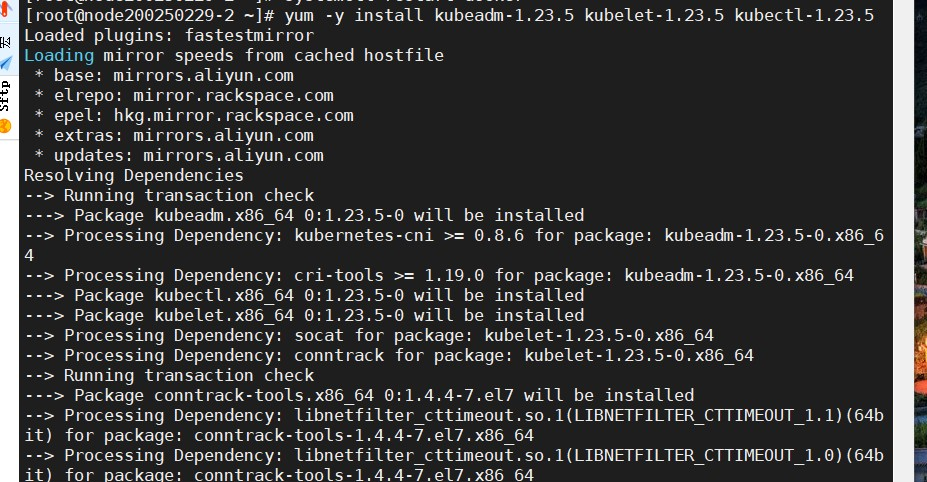 [root@node200250229-2 ~]# yum -y install kubeadm-1.23.5 kubelet-1.23.5 kubectl-1.23.5
Loaded plugins: fastestmirror
Loading mirror speeds from cached hostfile
 * base: mirrors.aliyun.com
 * elrepo: mirror.rackspace.com
 * epel: hkg.mirror.rackspace.com
 * extras: mirrors.aliyun.com
 * updates: mirrors.aliyun.com
Resolving Dependencies
--> Running transaction check
---> Package kubeadm.x86_64 0:1.23.5-0 will be installed
--> Processing Dependency: kubernetes-cni >= 0.8.6 for package: kubeadm-1.23.5-0.x86_6
4
--> Processing Dependency: cri-tools >= 1.19.0 for package: kubeadm-1.23.5-0.x86_64
---> Package kubectl.x86_64 0:1.23.5-0 will be installed
---> Package kubelet.x86_64 0:1.23.5-0 will be installed
--> Processing Dependency: socat for package: kubelet-1.23.5-0.x86_64
--> Processing Dependency: conntrack for package: kubelet-1.23.5-0.x86_64
--> Running transaction check
---> Package conntrack-tools.x86_64 0:1.4.4-7.el7 will be installed
--> Processing Dependency: libnetfilter_cttimeout.so.1(LIBNETFILTER_CTTIMEOUT_1.1)(64b
it) for package: conntrack-tools-1.4.4-7.el7.x86_64
--> Processing Dependency: libnetfilter_cttimeout.so.1(LIBNETFILTER_CTTIMEOUT_1.0)(64b
it) for package: conntrack-tools-1.4.4-7.el7.x86_64
Sftp